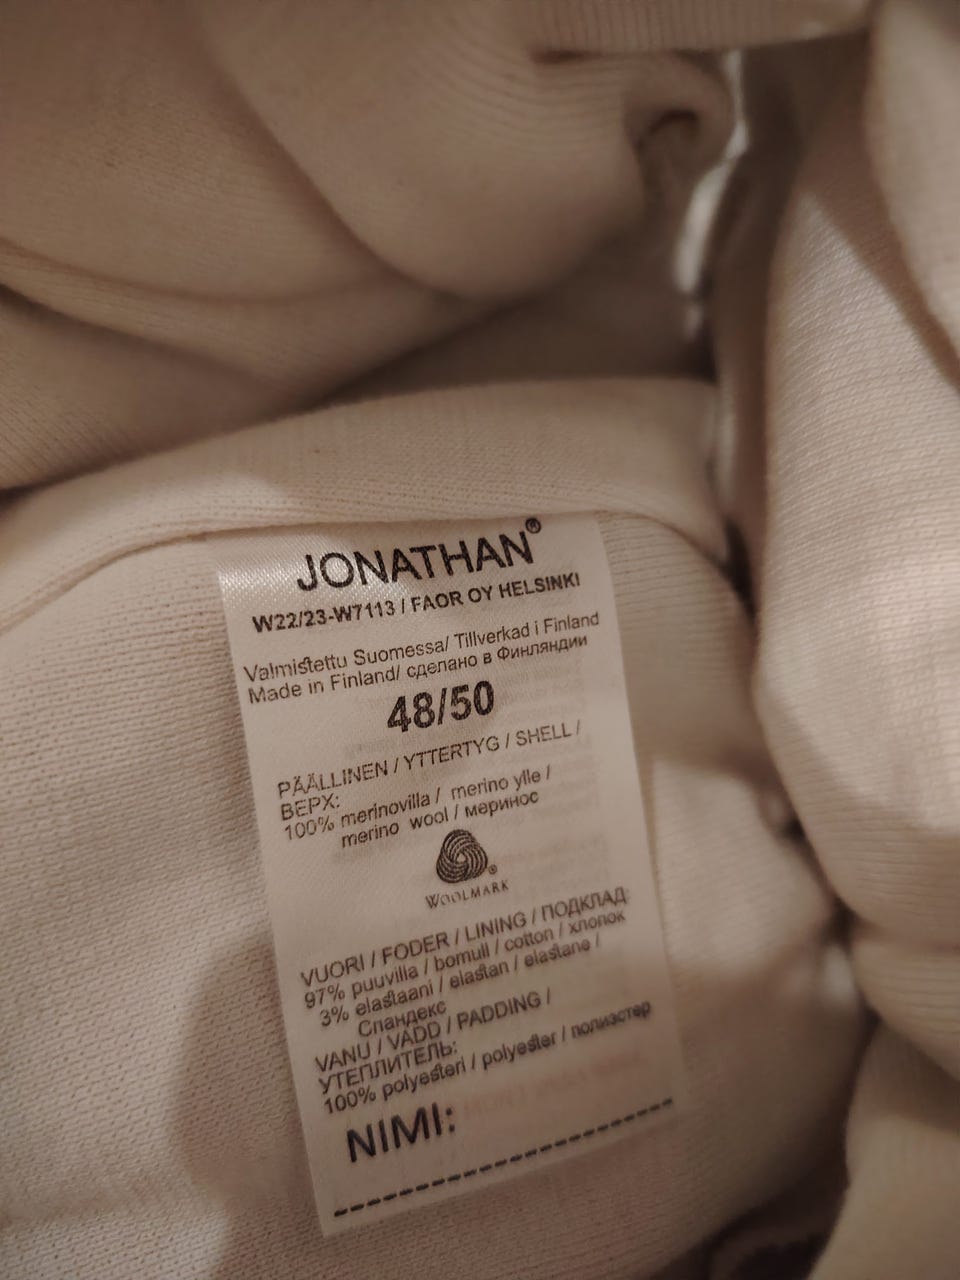 JONATHAN®
W22/23-W7113 / FAOR OY HELSINKI
Valmistettu Suomessa/ Tillverkad i Finland
Made in Finland/ сделано в Финляндии
48/50
PÄÄLLINEN / YTTERTYG / SHELL /
ВЕРХ:
100% merinovilla / merino ylle /
merino wool / меринос
WOOLMARK®
VUORI / FODER / LINING / ПОДКЛАД:
97% puuvilla / bomull / cotton / хлопок
3% elastaani / elastan / elastane /
Спандекс
VANU / VADD / PADDING /
УТЕПЛИТЕЛЬ:
100% polyesteri / polyester / полиэстер
NIMI: